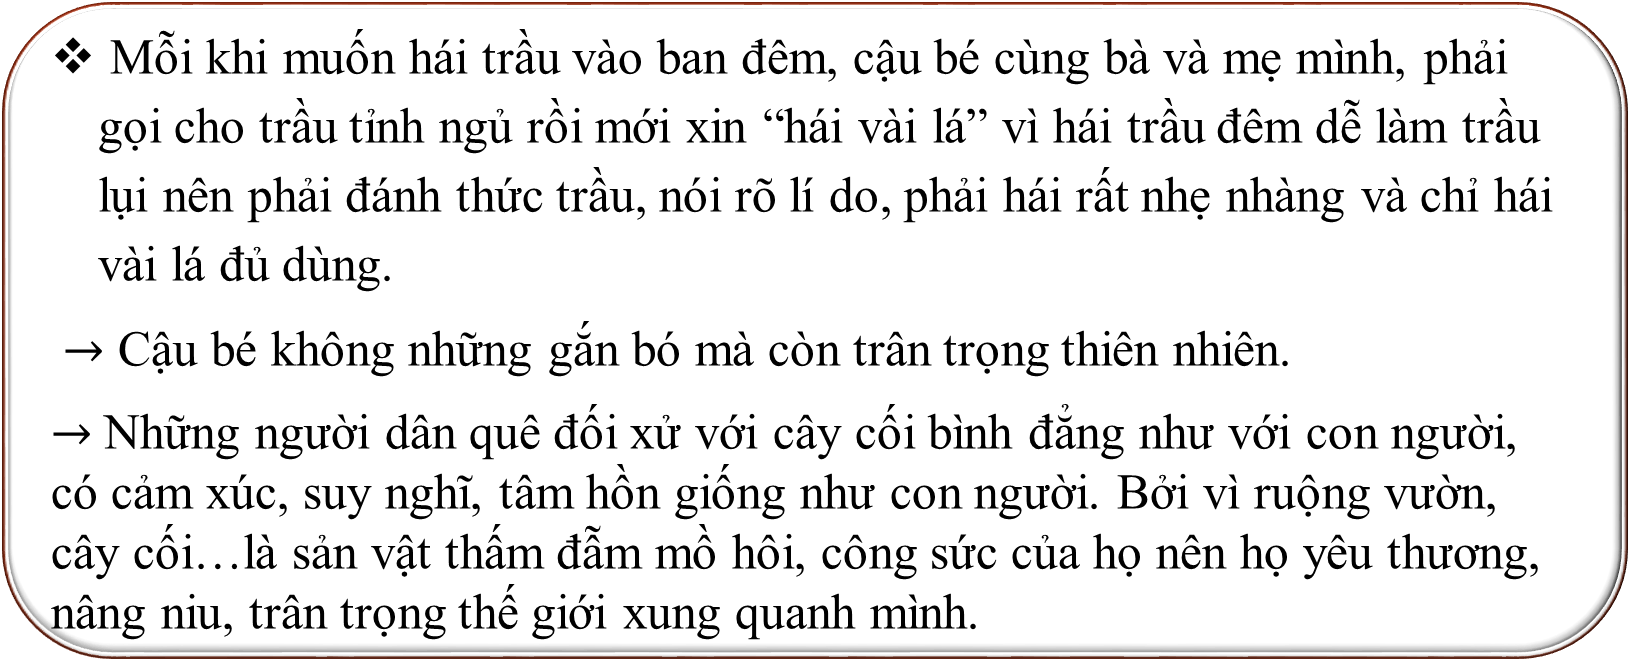 ❖ Mỗi khi muốn hái trầu vào ban đêm, cậu bé cùng bà và mẹ mình, phải
gọi cho trầu tỉnh ngủ rồi mới xin “hái vài lá” vì hái trầu đêm dễ làm trầu
lụi nên phải đánh thức trầu, nói rõ lí do, phải hái rất nhẹ nhàng và chỉ hái
vài lá đủ dùng.
→ Cậu bé không những gắn bó mà còn trân trọng thiên nhiên.
→ Những người dân quê đối xử với cây cối bình đẳng như với con người,
có cảm xúc, suy nghĩ, tâm hồn giống như con người. Bởi vì ruộng vườn,
cây cối…là sản vật thấm đẫm mồ hôi, công sức của họ nên họ yêu thương,
nâng niu, trân trọng thế giới xung quanh mình.